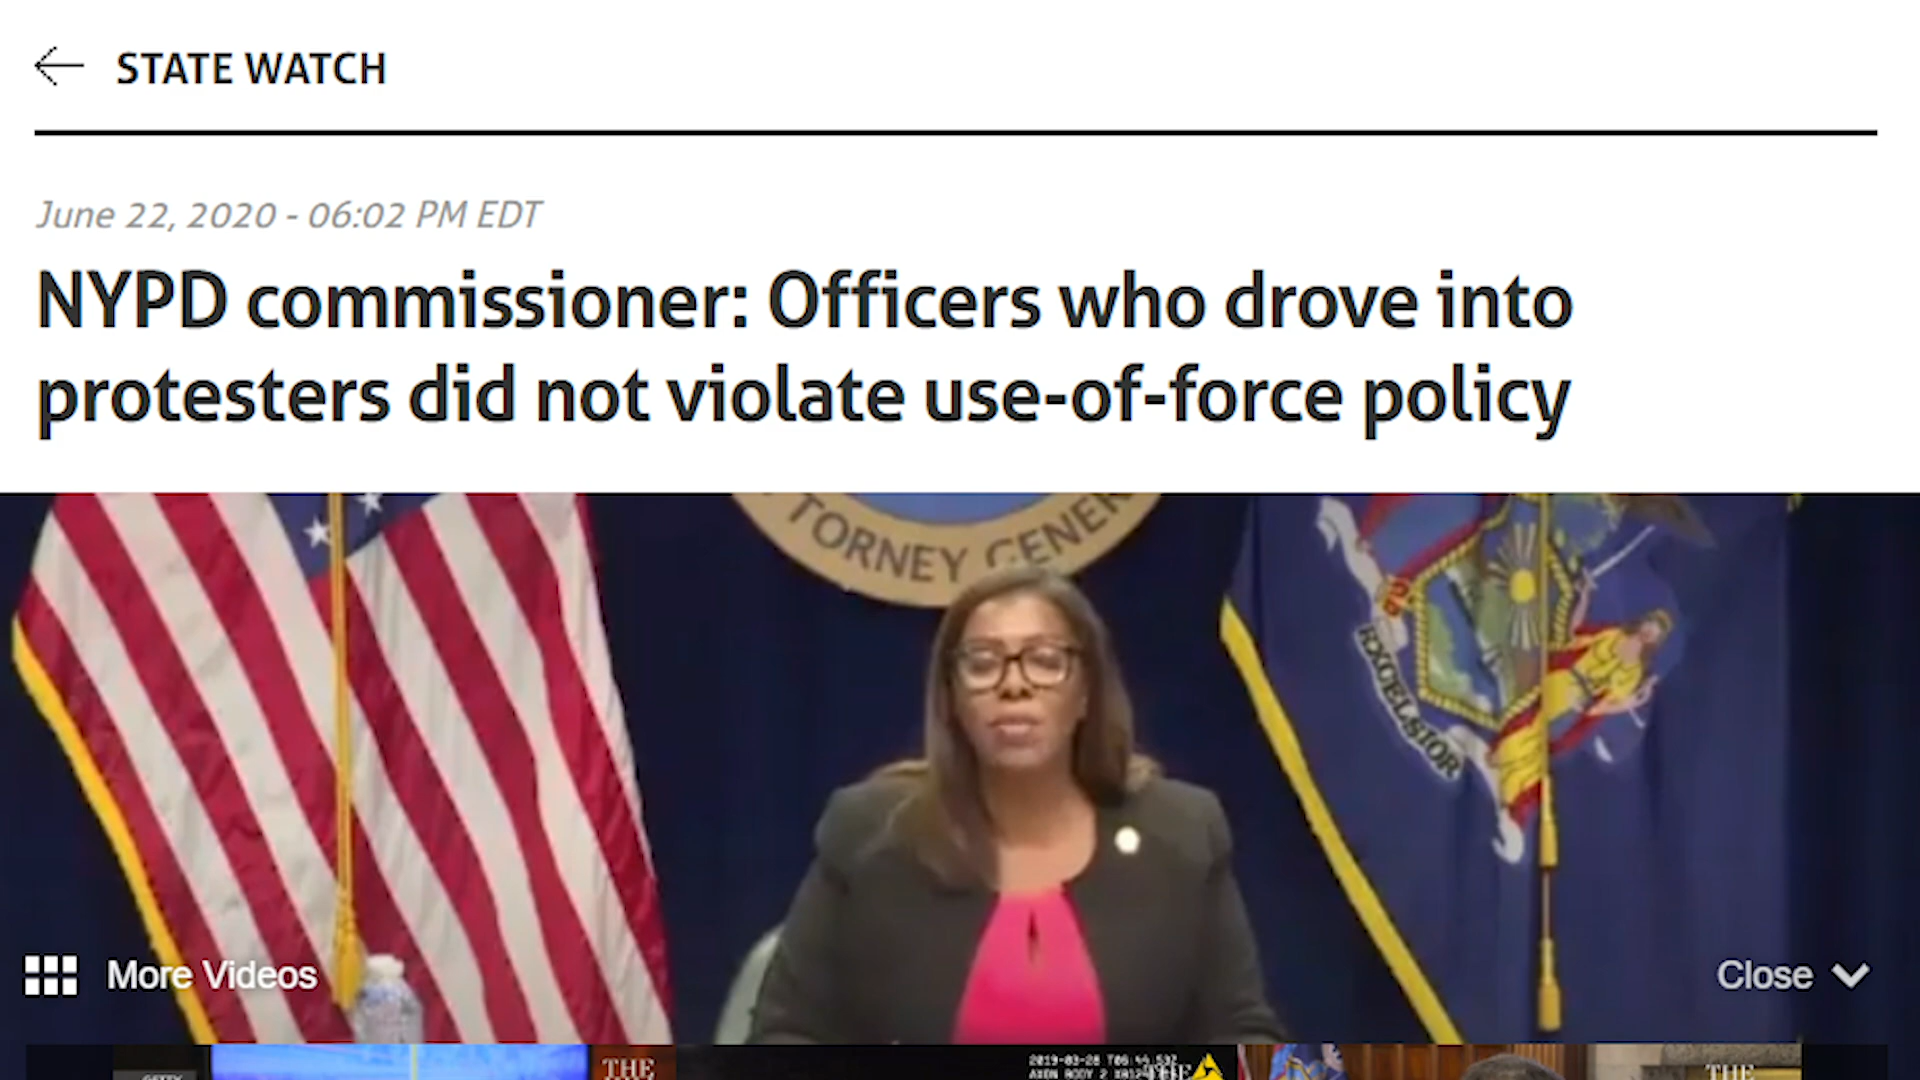 STATE WATCH
June 22, 2020 - 06:02 PM EDT
NYPD commissioner: Officers who drove into
protesters did not violate use-of-force policy
TORNEY GENER
EXCELSIOR
More Videos
Close
THE
THE